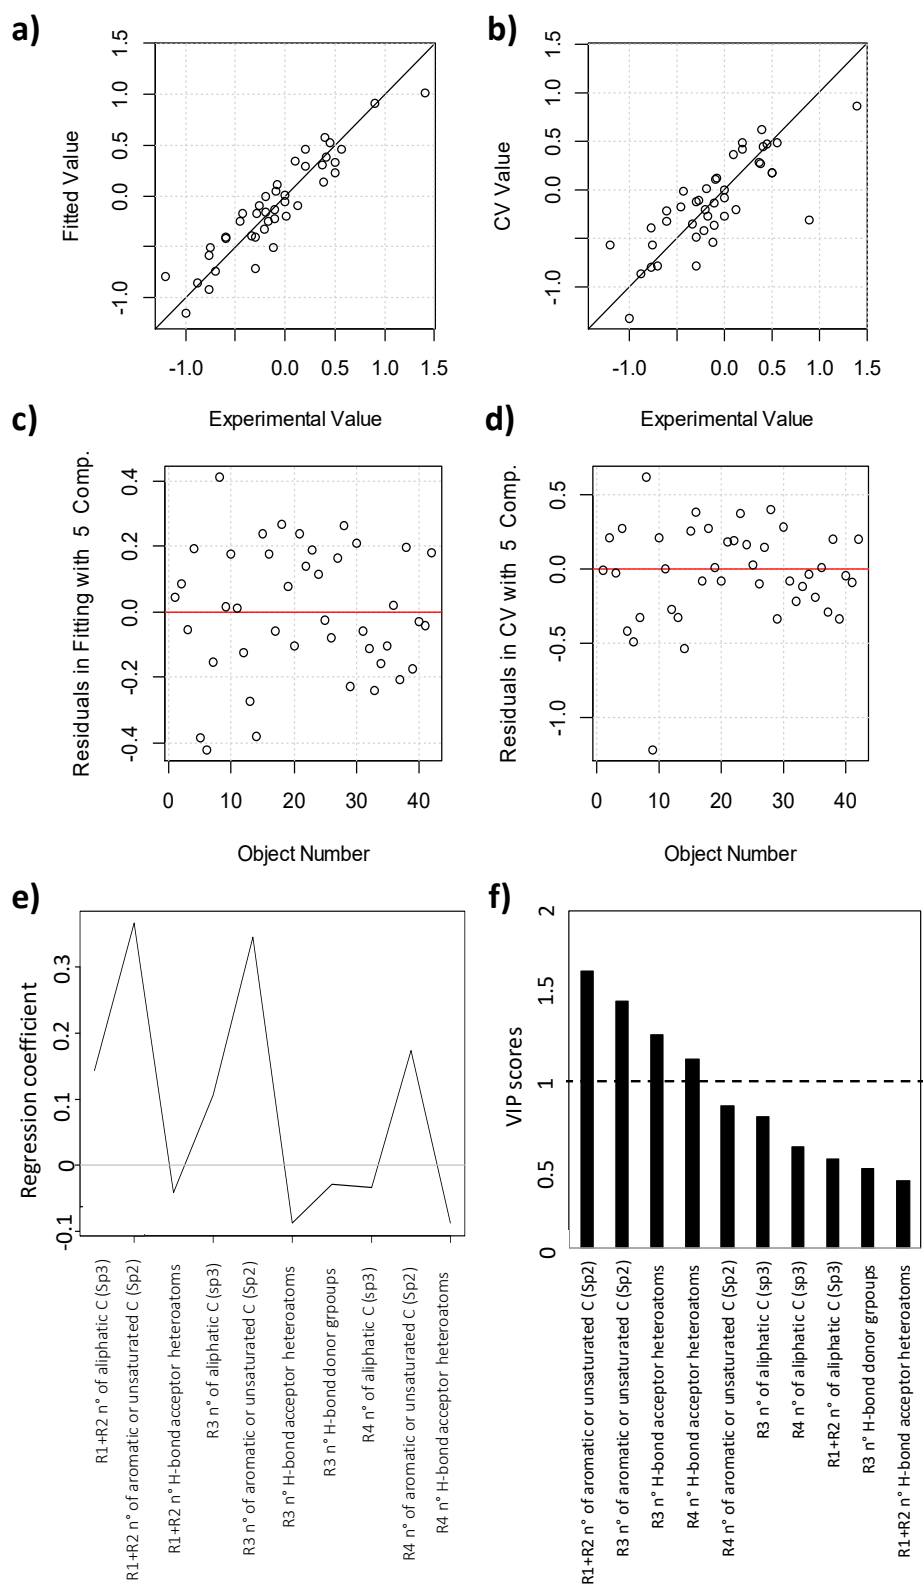 a)
Fitted Value
1.5
1.0
0.5
0.0
-1.0
-1.0
0.0
0.5
1.0
1.5
Experimental Value
b)
CV Value
1.5
1.0
0.5
0.0
-1.0
-1.0
0.0
0.5
1.0
1.5
Experimental Value
c)
Residuals in Fitting with 5 Comp.
0.4
0.2
0.0
-0.2
-0.4
0
10
20
30
40
Object Number
d)
Residuals in CV with 5 Comp.
0.5
0.0
-0.5
-1.0
0
10
20
30
40
Object Number
e)
Regression coefficient
0.3
0.2
0.1
0
-0.1
R1+R2 n° of aliphatic C (Sp3)
R1+R2 n° of aromatic or unsaturated C (Sp2)
R1+R2 n° H-bond acceptor heteroatoms
R3 n° of aliphatic C (sp3)
R3 n° of aromatic or unsaturated C (Sp2)
R3 n° H-bond acceptor heteroatoms
R3 n° H-bond donor grpoups
R4 n° of aliphatic C (sp3)
R4 n° of aromatic or unsaturated C (Sp2)
R4 n° H-bond acceptor heteroatoms
f)
VIP scores
2
1.5
1
0.5
0
R1+R2 n° of aromatic or unsaturated C (Sp2)
R3 n° of aromatic or unsaturated C (Sp2)
R3 n° H-bond acceptor heteroatoms
R4 n° H-bond acceptor heteroatoms
R4 n° of aromatic or unsaturated C (Sp2)
R3 n° of aliphatic C (sp3)
R4 n° of aliphatic C (sp3)
R1+R2 n° of aliphatic C (Sp3)
R3 n° H-bond donor grpoups
R1+R2 n° H-bond acceptor heteroatoms